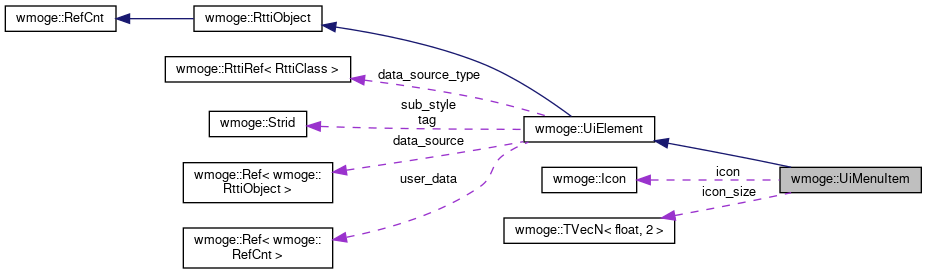 wmoge::RefCnt
wmoge::RttiObject
wmoge::RttiRef< RttiClass >
data_source_type
wmoge::Strid
sub_style
tag
wmoge::UiElement
data_source
wmoge::Ref< wmoge::
RttiObject >
user_data
wmoge::Ref< wmoge::
RefCnt >
wmoge::Icon
icon
wmoge::UiMenuItem
icon_size
wmoge::TVecN< float, 2 >